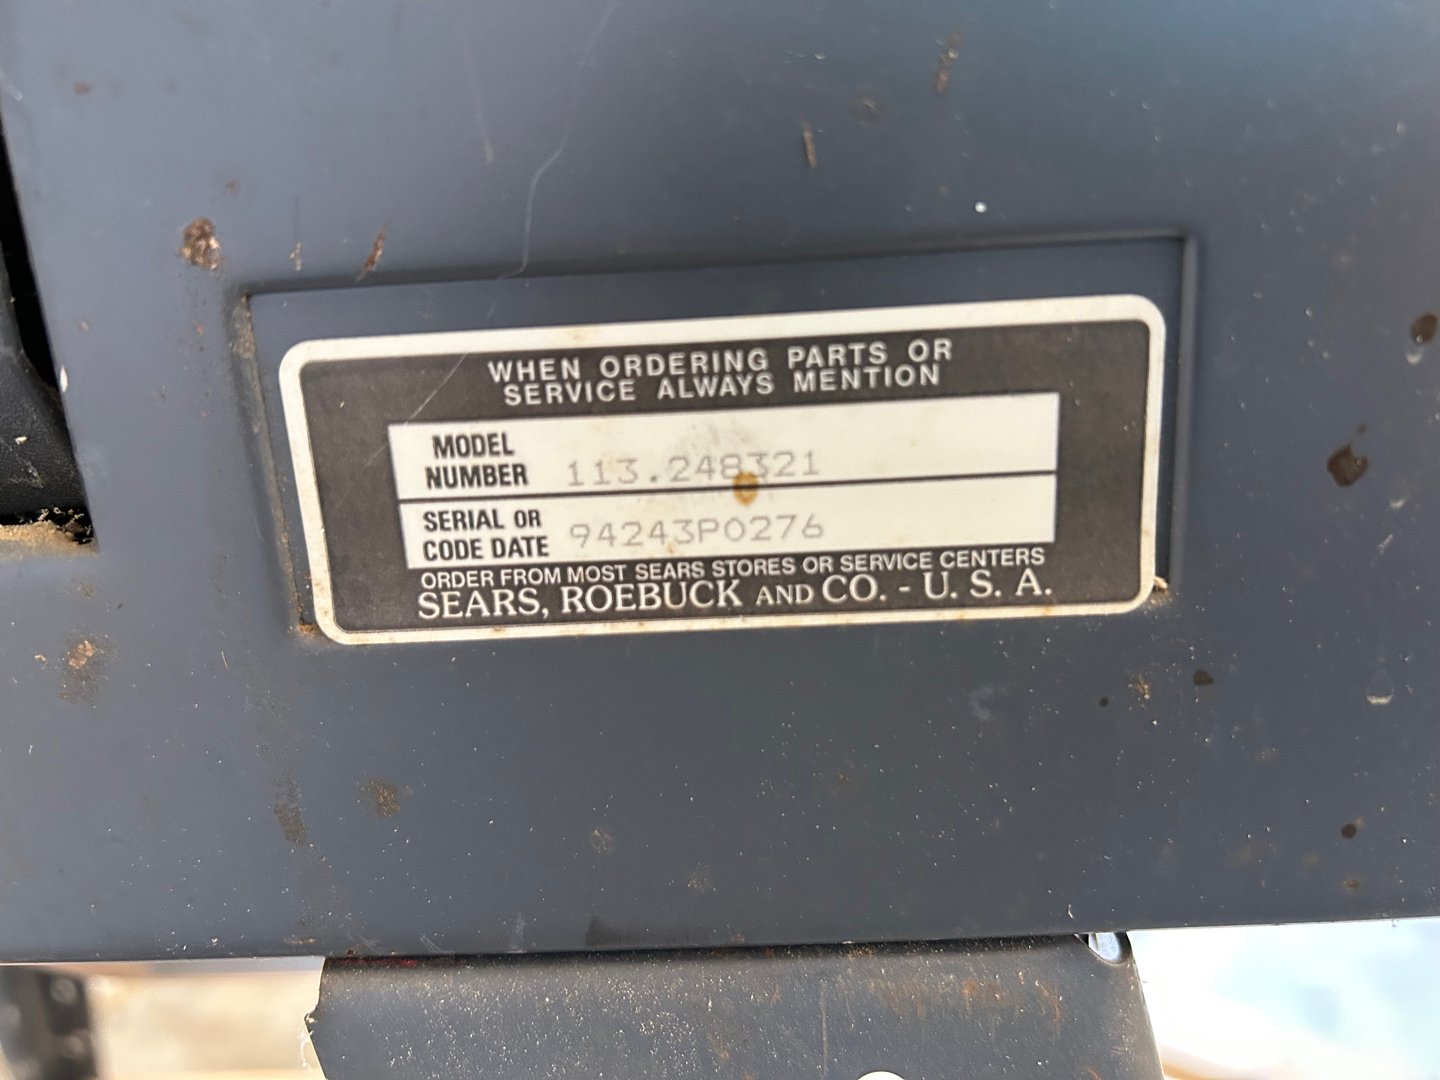 WHEN ORDERING PARTS OR
SERVICE ALWAYS MENTION
MODEL
NUMBER 113.248321
SERIAL OR
CODE DATE 94243P0276
ORDER FROM MOST SEARS STORES OR SERVICE CENTERS
SEARS, ROEBUCK AND CO. - U. S. A.